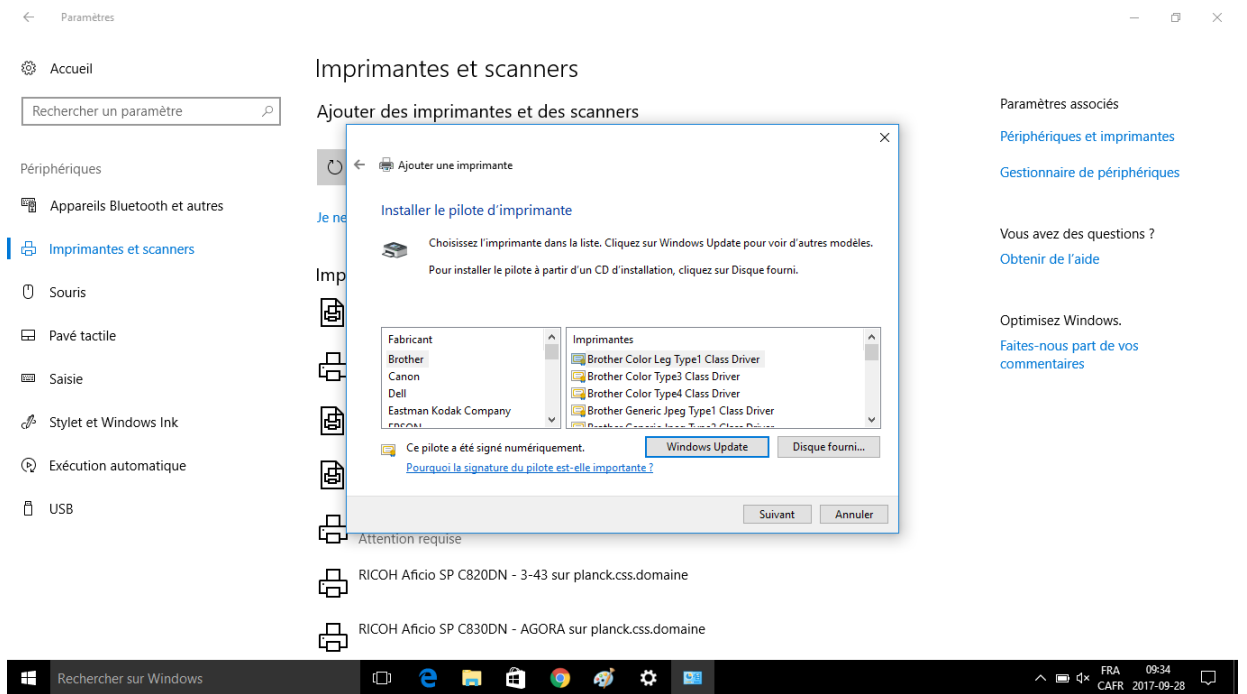 Paramètres
Accueil
Rechercher un paramètre
Périphériques
Appareils Bluetooth et autres
Imprimantes et scanners
Souris
Pavé tactile
Saisie
Stylet et Windows Ink
Exécution automatique
USB
Imprimantes et scanners
Ajouter des imprimantes et des scanners
Je ne
Imp
Ajouter une imprimante
Installer le pilote d'imprimante
Choisissez l'imprimante dans la liste. Cliquez sur Windows Update pour voir d'autres modèles.
Pour installer le pilote à partir d'un CD d'installation, cliquez sur Disque fourni.
Fabricant
Brother
Canon
Dell
Eastman Kodak Company
EPSON
Imprimantes
Brother Color Leg Type1 Class Driver
Brother Color Type3 Class Driver
Brother Color Type4 Class Driver
Brother Generic Jpeg Type1 Class Driver
Brother Generic Jpeg Type2 Class Driver
Ce pilote a été signé numériquement.
Pourquoi la signature du pilote est-elle importante ?
Windows Update
Disque fourni...
Suivant
Annuler
Attention requise
RICOH Aficio SP C820DN - 3-43 sur planck.css.domaine
RICOH Aficio SP C830DN - AGORA sur planck.css.domaine
Paramètres associés
Périphériques et imprimantes
Gestionnaire de périphériques
Vous avez des questions ?
Obtenir de l'aide
Optimisez Windows.
Faites-nous part de vos
commentaires
Rechercher sur Windows
FRA
CAFR
09:34
2017-09-28